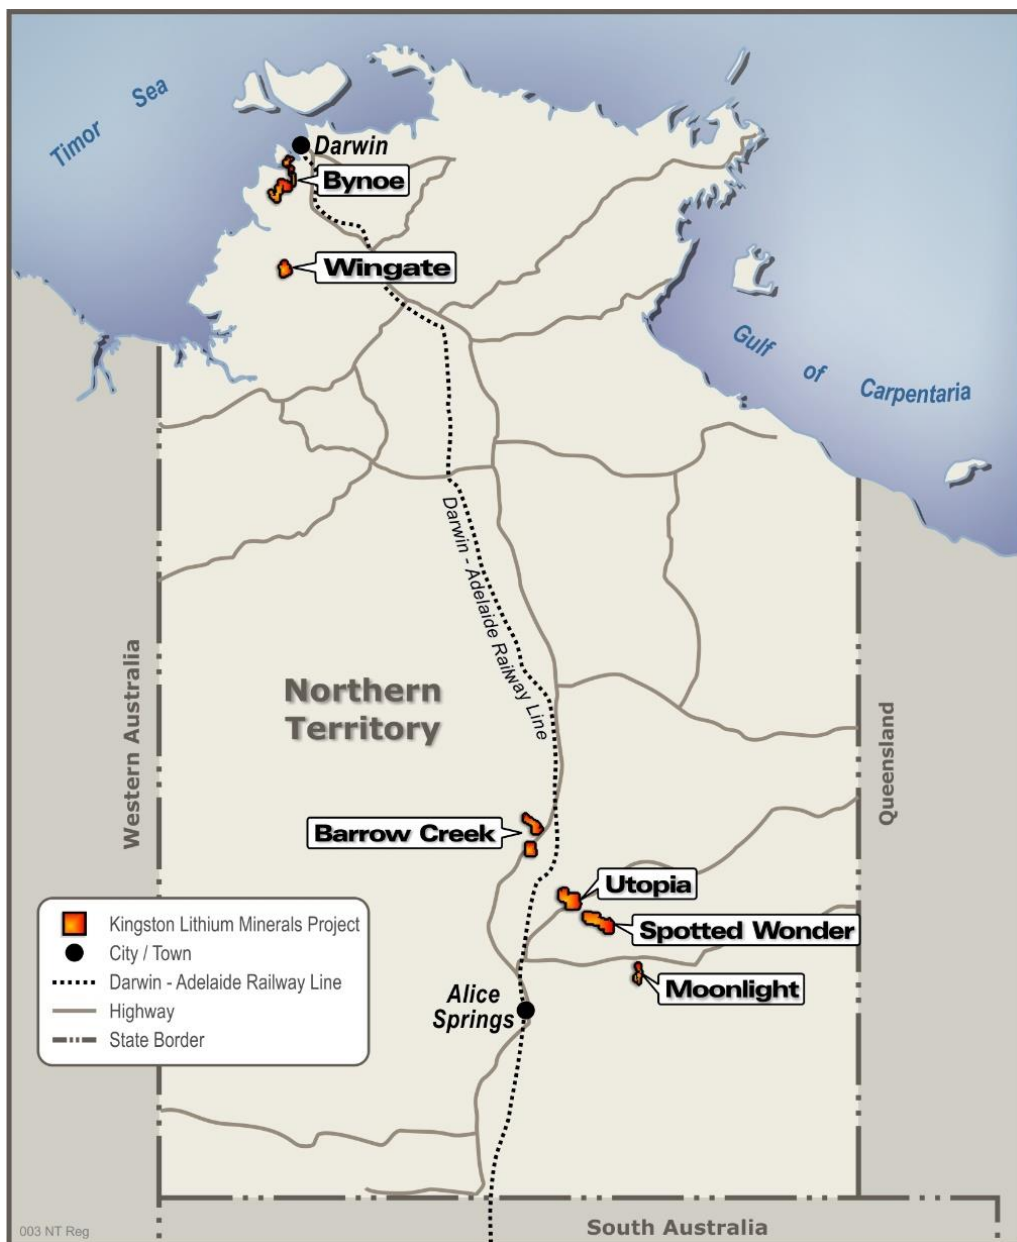 Timor Sea
Darwin
Bynoe
Wingate
Gulf of Carpentaria
Darwin - Adelaide Railway Line
Northern
Territory
Western Australia
Queensland
Barrow Creek
Utopia
Spotted Wonder
Moonlight
Alice
Springs
Kingston Lithium Minerals Project
City / Town
Darwin - Adelaide Railway Line
Highway
State Border
South Australia
003 NT Reg